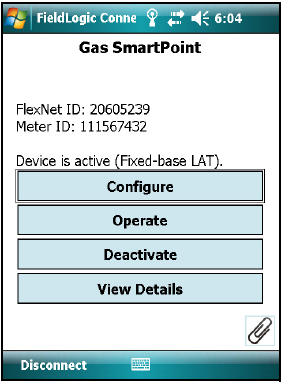 FieldLogic Conne 6:04
Gas SmartPoint
FlexNet ID: 20605239
Meter ID: 111567432
Device is active (Fixed-base LAT).
Configure
Operate
Deactivate
View Details
Disconnect